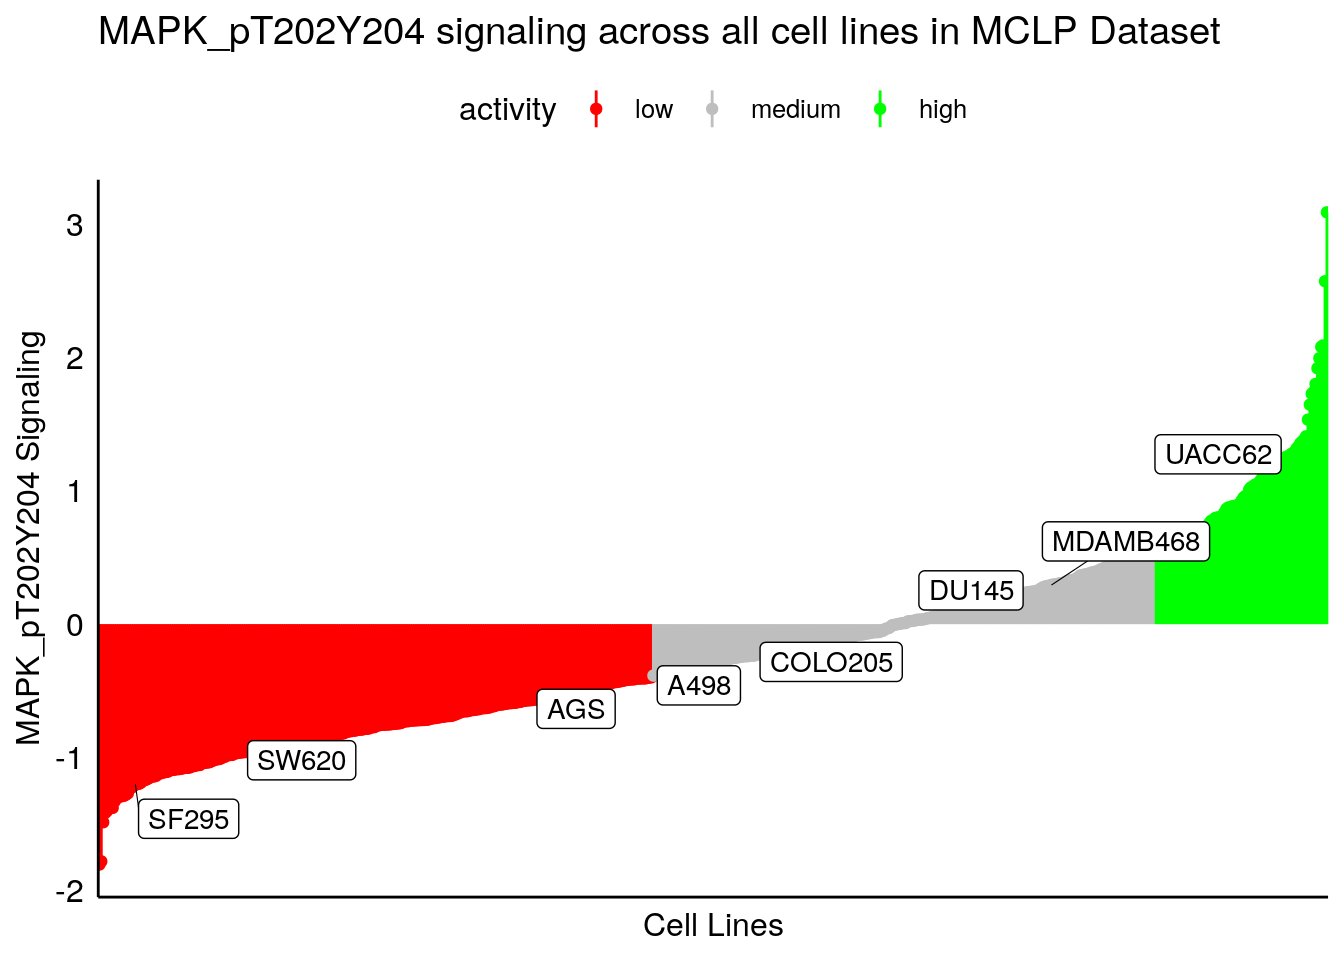 MAPK_pT202Y204 signaling across all cell lines in MCLP Dataset
activity low medium high
MAPK_pT202Y204 Signaling
3
2
1
0
-1
-2
UACC62
MDAMB468
DU145
COLO205
A498
AGS
SW620
SF295
Cell Lines